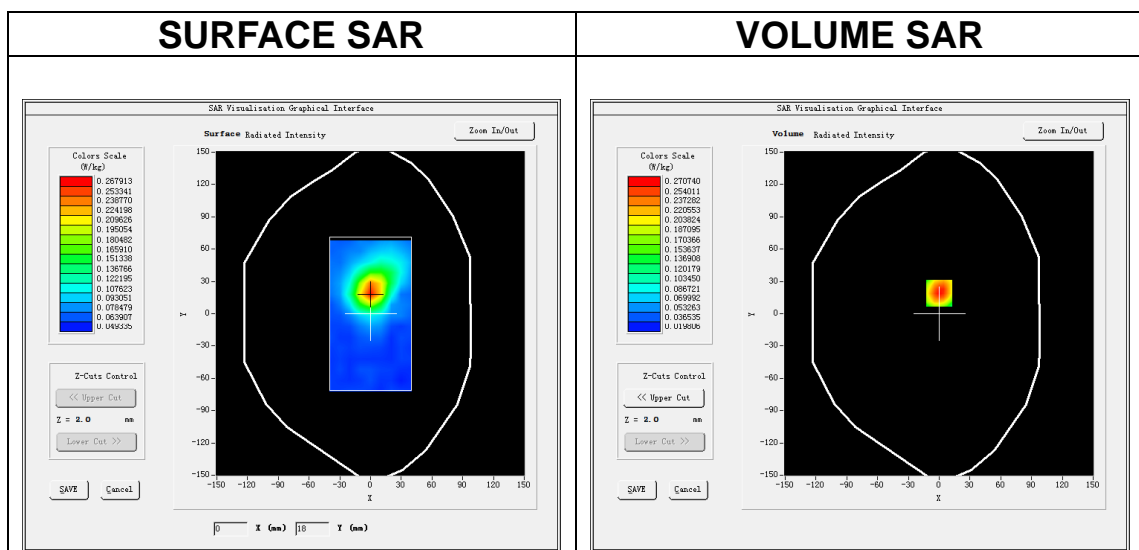 SURFACE SAR
VOLUME SAR
SAR Visualisation Graphical Interface
Surface Radiated Intensity
Zoom In/Out
Colors Scale
(W/kg)
0.267913
0.253341
0.238770
0.224198
0.209626
0.195054
0.180482
0.165910
0.151338
0.136766
0.122195
0.107623
0.093051
0.078479
0.063907
0.049335
150
120
90
60
30
0
-30
-60
-90
-120
-150
Y
-150 -120 -90 -60 -30 0 30 60 90 120 150
X
Z-Cuts Control
<< Upper Cut
Z = 2.0 mm
Lower Cut >>
SAVE Cancel
0 X (mm) 18 Y (mm)
SAR Visualisation Graphical Interface
Volume Radiated Intensity
Zoom In/Out
Colors Scale
(W/kg)
0.270740
0.254011
0.237282
0.220553
0.203824
0.187095
0.170366
0.153637
0.136908
0.120179
0.103450
0.086721
0.069992
0.053263
0.036535
0.019806
150
120
90
60
30
0
-30
-60
-90
-120
-150
Y
-150 -120 -90 -60 -30 0 30 60 90 120 150
X
Z-Cuts Control
<< Upper Cut
Z = 2.0 mm
Lower Cut >>
SAVE Cancel